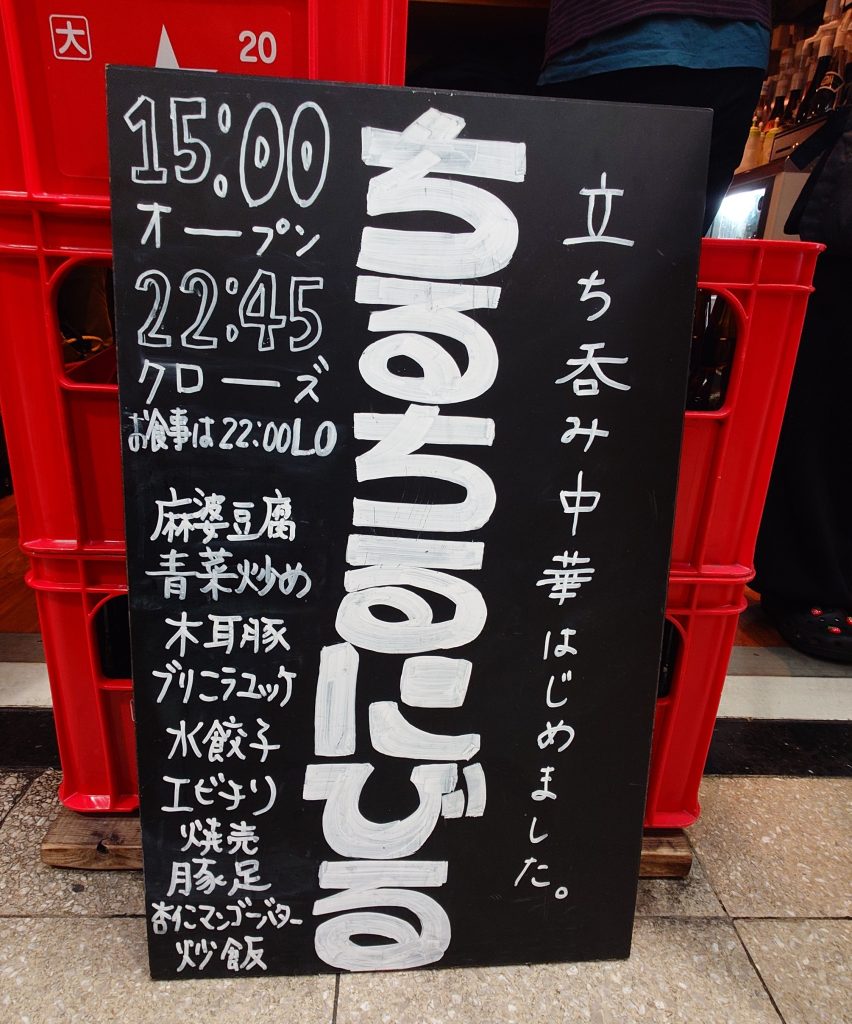 大
20
15:00
オープン
22:45
クローズ
お食事は22:00LO
麻婆豆腐
青菜炒め
木耳豚
ブリニラユッケ
水餃子
エビチリ
焼売
豚足
杏仁マンゴーバター
炒飯
ちるちるにびる
立ち呑み中華はじめました。